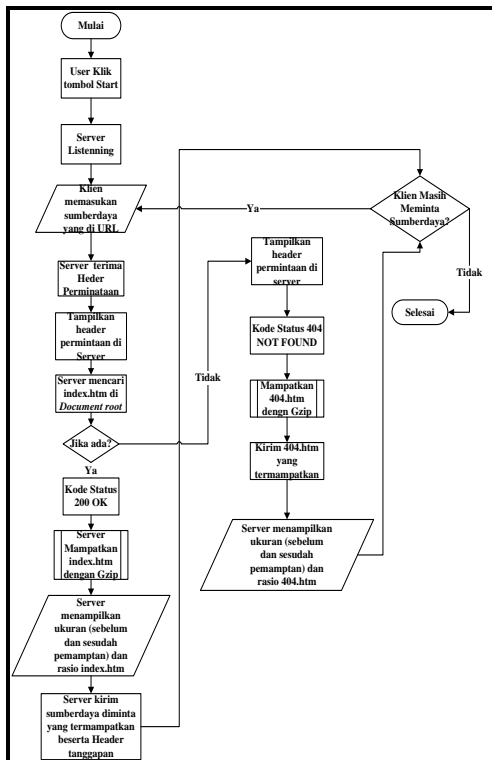 Mulai
User Klik
tombol Start
Server
Listenning
Klien
memasukan
sumberdaya
yang di URL
Server terima
Heder
Perminataan
Tampilkan
header
permintaan di
Server
Server mencari
index.htm di
Document root
Jika ada?
Ya
Kode Status
200 OK
Server
Mampatkan
index.htm
dengan Gzip
Server
menampilkan
ukuran (sebelum
dan sesudah
pemamptan) dan
rasio index.htm
Server kirim
sumberdaya diminta
yang termampatkan
beserta Header
tanggapan
Tidak
Tampilkan
header
permintaan di
server
Kode Status 404
NOT FOUND
Mampatkan
404.htm
dengn Gzip
Kirim 404.htm
yang
termampatkan
Server menampilkan
ukuran (sebelum
dan sesudah
pemamptan) dan
rasio 404.htm
Klien Masih
Meminta
Sumberdaya?
Ya
Tidak
Selesai